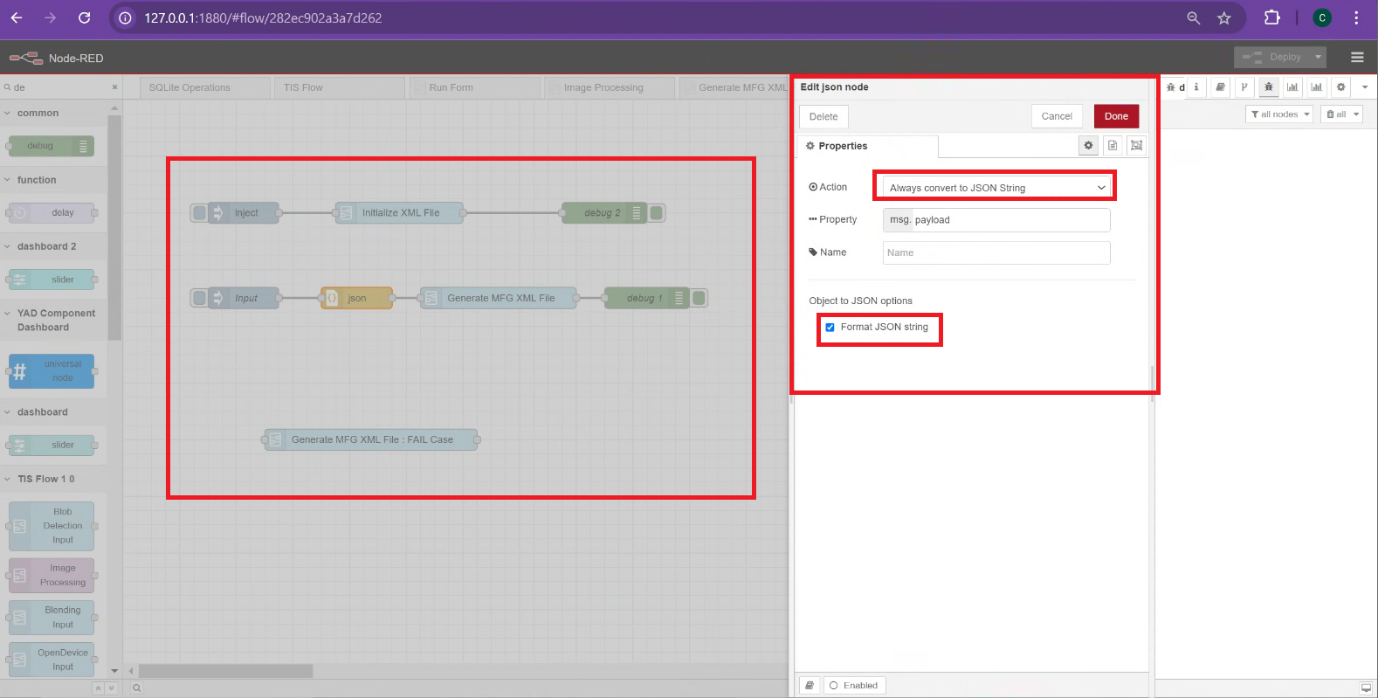 127.0.0.1:1880/#flow/282ec902a3a7d262
C
Node-RED
Deploy
de
SQLite Operations
TIS Flow
Run Form
Image Processing
Generate MFG XML
common
debug
function
delay
dashboard 2
slider
YAD Component
Dashboard
universal
node
dashboard
slider
TIS Flow 1 0
Blob
Detection
Input
Image
Processing
Blending
Input
OpenDevice
Input
Inject
Initialize XML File
debug 2
Input
json
Generate MFG XML File
debug 1
Generate MFG XML File : FAIL Case
Edit json node
Delete
Cancel
Done
Properties
Action
Always convert to JSON String
Property
msg. payload
Name
Name
Object to JSON options
Format JSON string
Enabled
d
i
all nodes
all